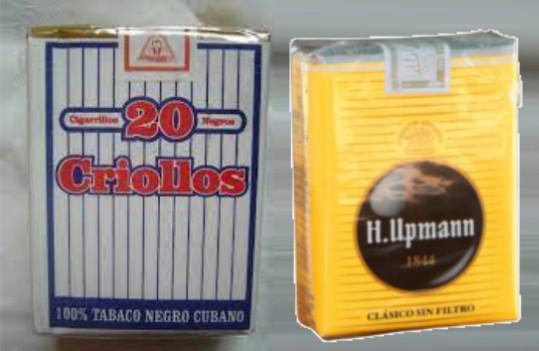 Cigarrillos 20 Negros
Criollos
100% TABACO NEGRO CUBANO
H.Upmann
1844
CLÁSICO SIN FILTRO